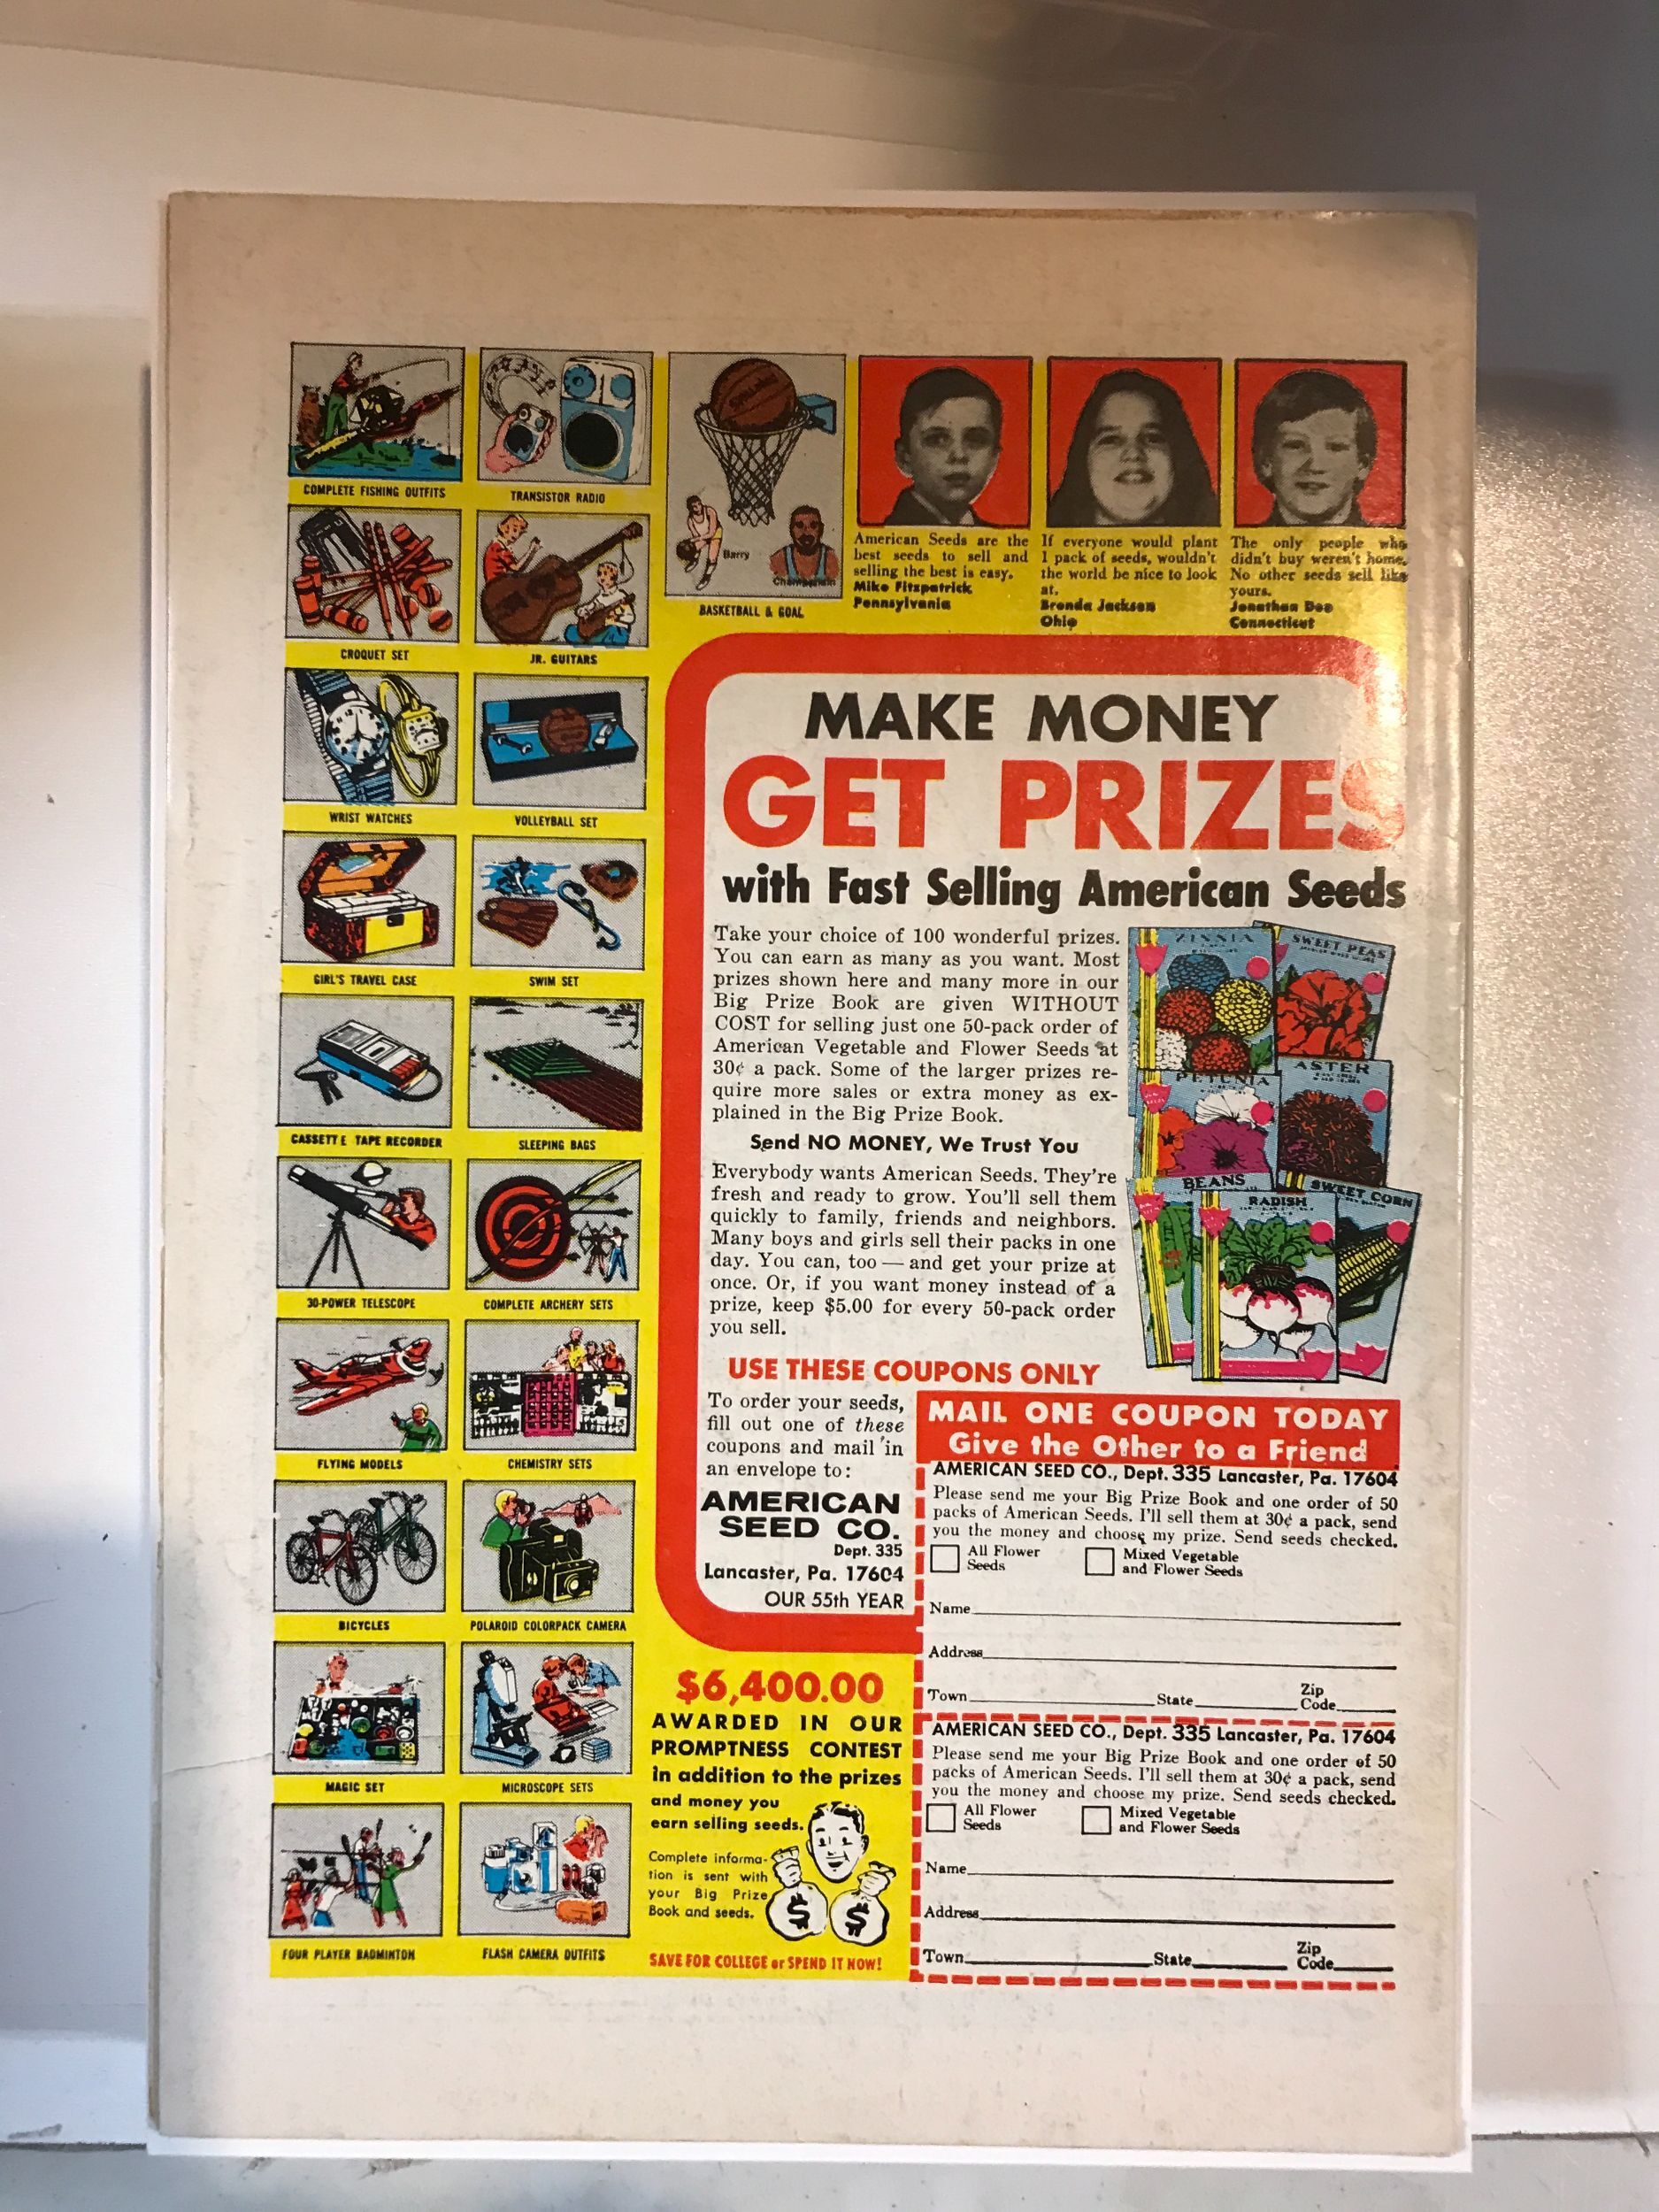 COMPLETE FISHING OUTFITS
TRANSISTOR RADIO
SPALDING
Barry
Chamberlain
BASKETBALL & GOAL
CROQUET SET
JR. GUITARS
WRIST WATCHES
VOLLEYBALL SET
GIRL'S TRAVEL CASE
SWIM SET
CASSETTE TAPE RECORDER
SLEEPING BAGS
30-POWER TELESCOPE
COMPLETE ARCHERY SETS
FLYING MODELS
CHEMISTRY SETS
BICYCLES
POLAROID COLORPACK CAMERA
MAGIC SET
MICROSCOPE SETS
FOUR PLAYER BADMINTON
FLASH CAMERA OUTFITS
American Seeds are the
best seeds to sell and
selling the best is easy.
Mike Fitzpatrick
Pennsylvania
If everyone would plant
1 pack of seeds, wouldn't
the world be nice to look
at.
Brenda Jackson
Ohio
The only people who
didn't buy weren't home.
No other seeds sell like
yours.
Jonathan Doe
Connecticut
MAKE MONEY
GET PRIZES
with Fast Selling American Seeds
Take your choice of 100 wonderful prizes.
You can earn as many as you want. Most
prizes shown here and many more in our
Big Prize Book are given WITHOUT
COST for selling just one 50-pack order of
American Vegetable and Flower Seeds at
30¢ a pack. Some of the larger prizes re-
quire more sales or extra money as ex-
plained in the Big Prize Book.
Send NO MONEY, We Trust You
Everybody wants American Seeds. They're
fresh and ready to grow. You'll sell them
quickly to family, friends and neighbors.
Many boys and girls sell their packs in one
day. You can, too — and get your prize at
once. Or, if you want money instead of a
prize, keep $5.00 for every 50-pack order
you sell.
ZINNIA
SWEET PEAS
PETUNIA
ASTER
BEANS
RADISH
SWEET CORN
USE THESE COUPONS ONLY
To order your seeds,
fill out one of these
coupons and mail in
an envelope to:
AMERICAN
SEED CO.
Dept. 335
Lancaster, Pa. 17604
OUR 55th YEAR
$6,400.00
AWARDED IN OUR
PROMPTNESS CONTEST
in addition to the prizes
and money you
earn selling seeds.
Complete informa-
tion is sent with
your Big Prize
Book and seeds.
$ $
SAVE FOR COLLEGE or SPEND IT NOW!
MAIL ONE COUPON TODAY
Give the Other to a Friend
AMERICAN SEED CO., Dept. 335 Lancaster, Pa. 17604
Please send me your Big Prize Book and one order of 50
packs of American Seeds. I'll sell them at 30¢ a pack, send
you the money and choose my prize. Send seeds checked.
All Flower Seeds
Mixed Vegetable and Flower Seeds
Name
Address
Town State Zip Code
AMERICAN SEED CO., Dept. 335 Lancaster, Pa. 17604
Please send me your Big Prize Book and one order of 50
packs of American Seeds. I'll sell them at 30¢ a pack, send
you the money and choose my prize. Send seeds checked.
All Flower Seeds
Mixed Vegetable and Flower Seeds
Name
Address
Town State Zip Code